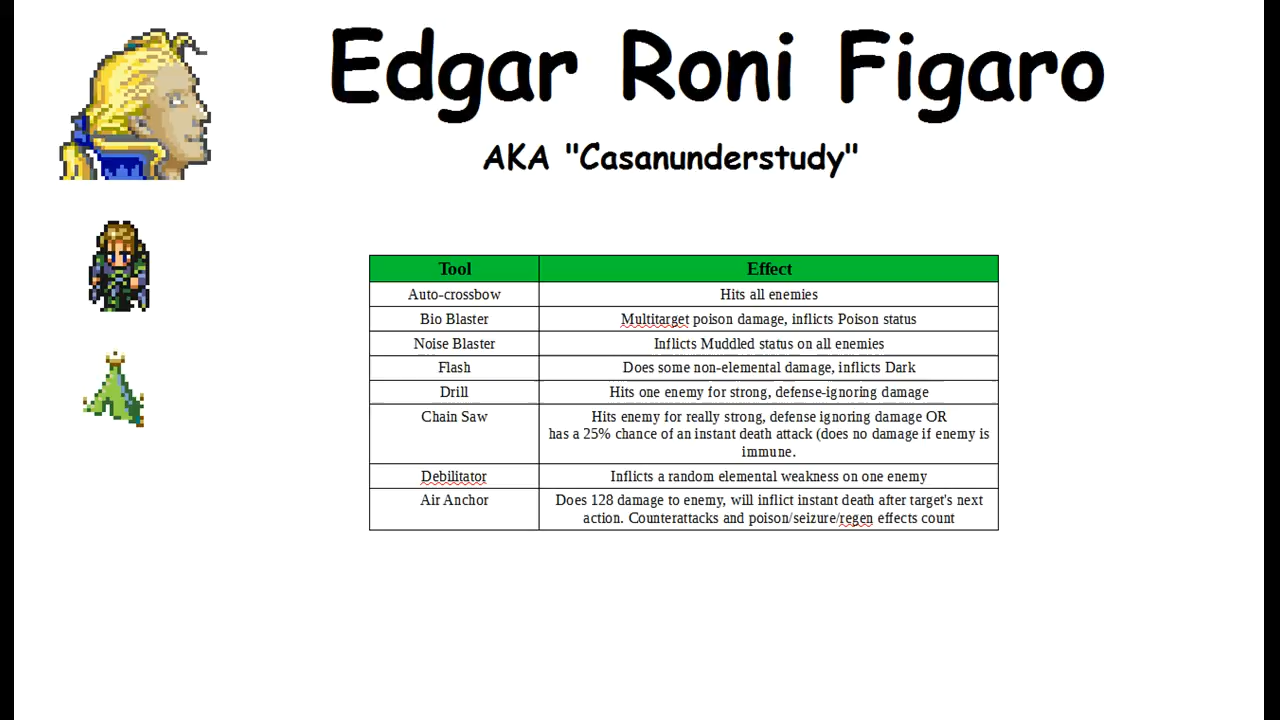 Edgar Roni Figaro
AKA "Casanunderstudy"
Tool Effect
Auto-crossbow Hits all enemies
Bio Blaster Multitarget poison damage, inflicts Poison status
Noise Blaster Inflicts Muddled status on all enemies
Flash Does some non-elemental damage, inflicts Dark
Drill Hits one enemy for strong, defense-ignoring damage
Chain Saw Hits enemy for really strong, defense ignoring damage OR
has a 25% chance of an instant death attack (does no damage if enemy is
immune.
Debilitator Inflicts a random elemental weakness on one enemy
Air Anchor Does 128 damage to enemy, will inflict instant death after target's next
action. Counterattacks and poison/seizure/regen effects count